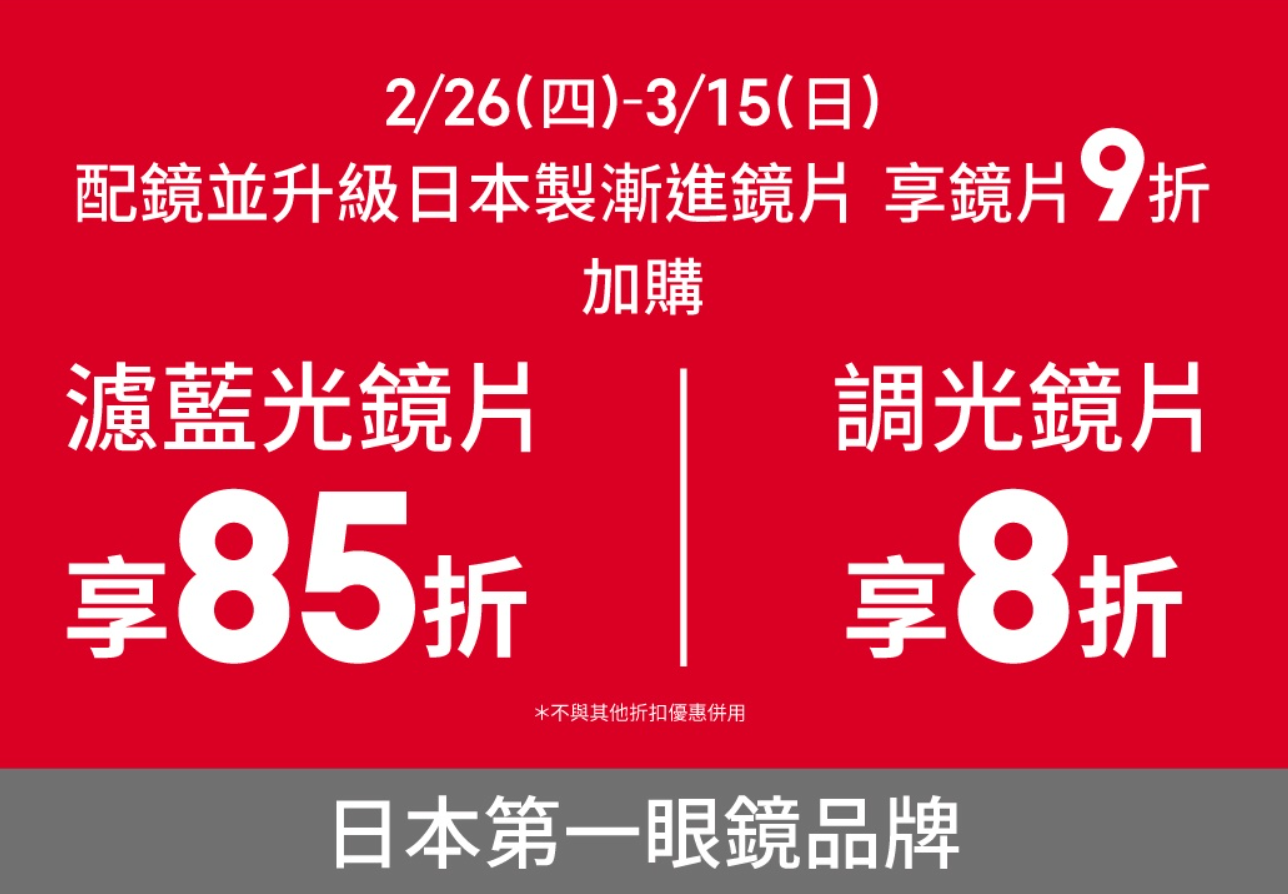 2/26(四)-3/15(日)
配鏡並升級日本製漸進鏡片 享鏡片9折
加購
濾藍光鏡片
享85折
調光鏡片
享8折
＊不與其他折扣優惠併用
日本第一眼鏡品牌